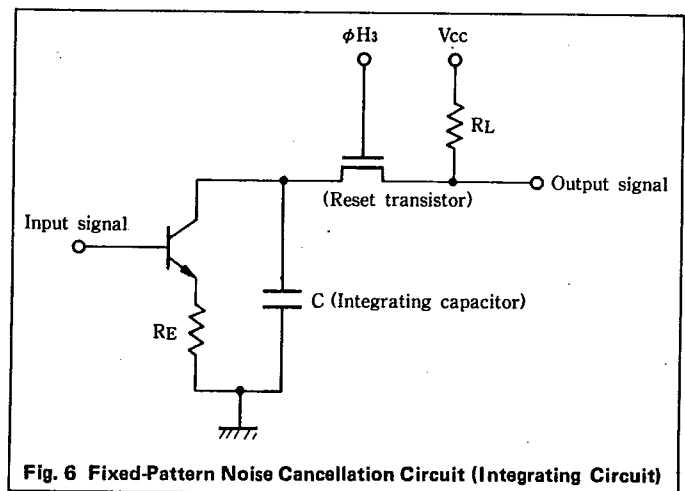 φH3
Vcc
RL
Output signal
(Reset transistor)
Input signal
C (Integrating capacitor)
RE
Fig. 6 Fixed-Pattern Noise Cancellation Circuit (Integrating Circuit)